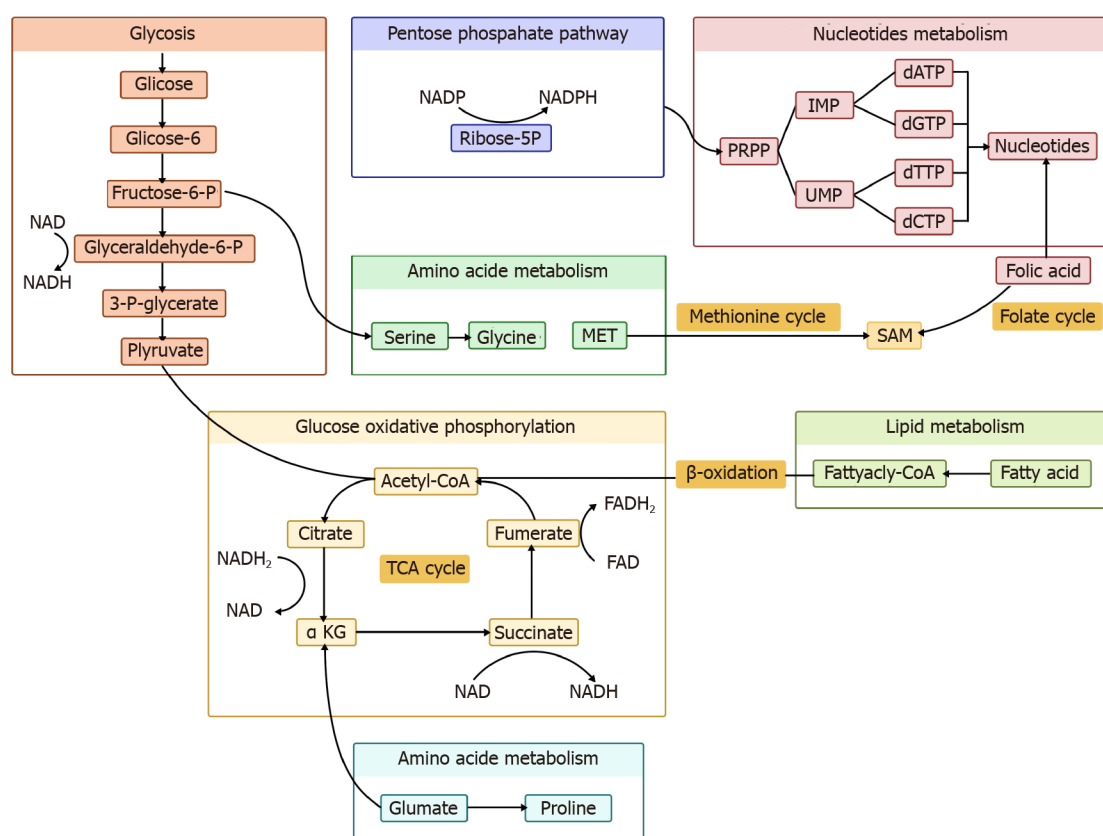 Glycosis
Glicose
Glicose-6
Fructose-6-P
NAD
Glyceraldehyde-6-P
NADH
3-P-glycerate
Plyruvate
Pentose phospahate pathway
NADP
NADPH
Ribose-5P
Nucleotides metabolism
dATP
IMP
dGTP
PRPP
Nucleotides
dTTP
UMP
dCTP
Folic acid
Amino acide metabolism
Serine
Glycine
MET
Methionine cycle
SAM
Folate cycle
Glucose oxidative phosphorylation
Acetyl-CoA
β-oxidation
Citrate
Fumerate
FADH₂
NADH₂
TCA cycle
FAD
NAD
α KG
Succinate
NAD
NADH
Lipid metabolism
Fattyacly-CoA
Fatty acid
Amino acide metabolism
Glumate
Proline